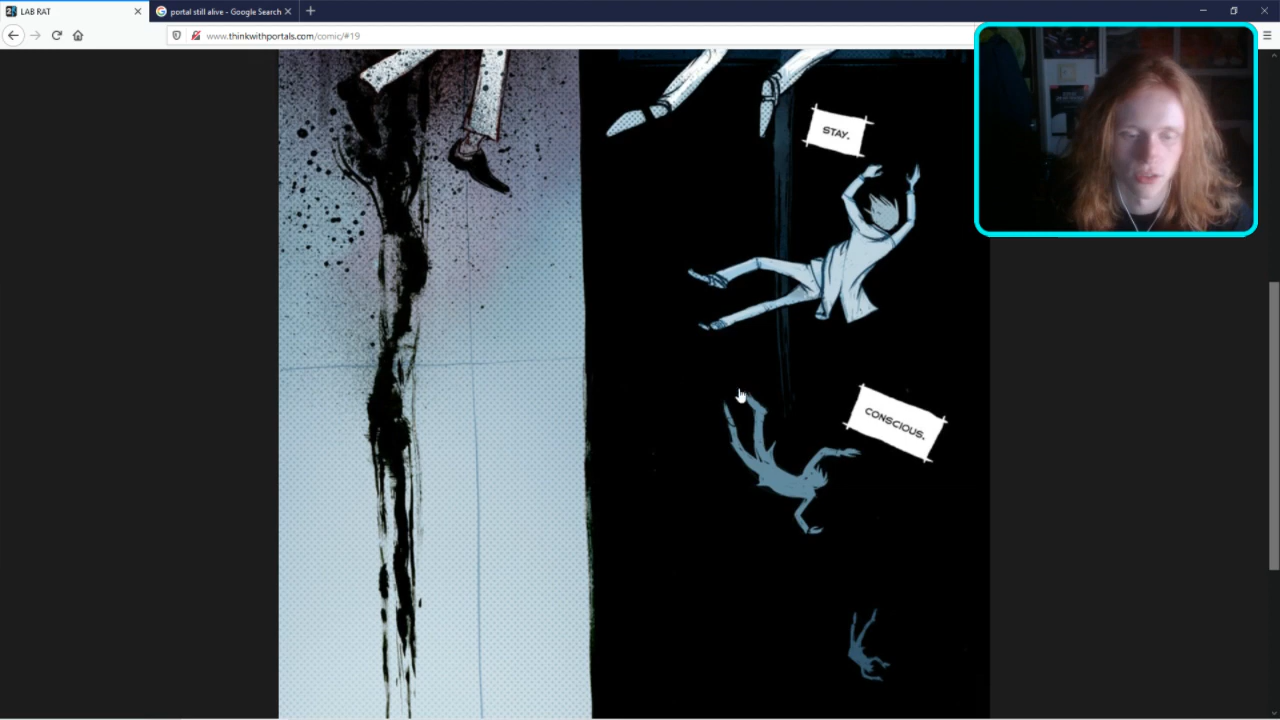 LAB RAT
portal still alive - Google Search
www.thinkwithportals.com/comic/#19
STAY.
CONSCIOUS.